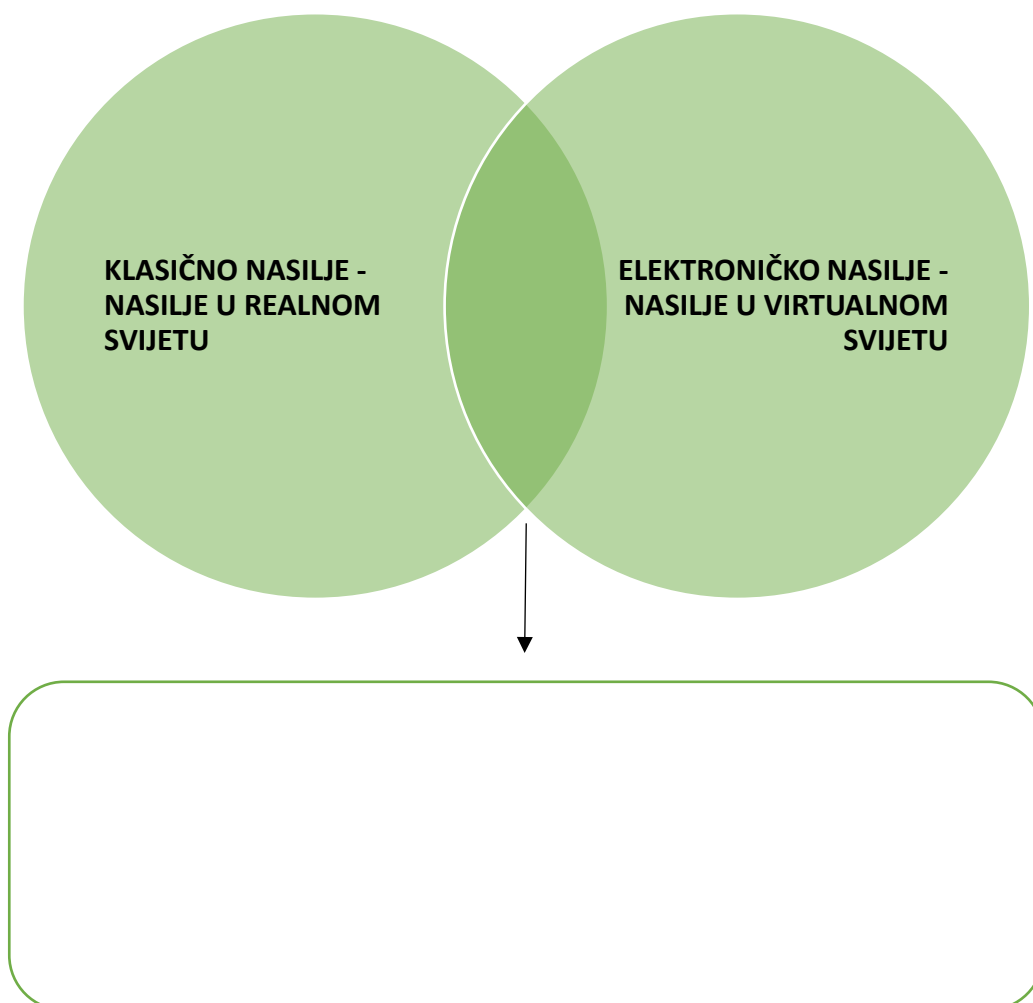 KLASIČNO NASILJE -
NASILJE U REALNOM
SVIJETU
ELEKTRONIČKO NASILJE -
NASILJE U VIRTUALNOM
SVIJETU